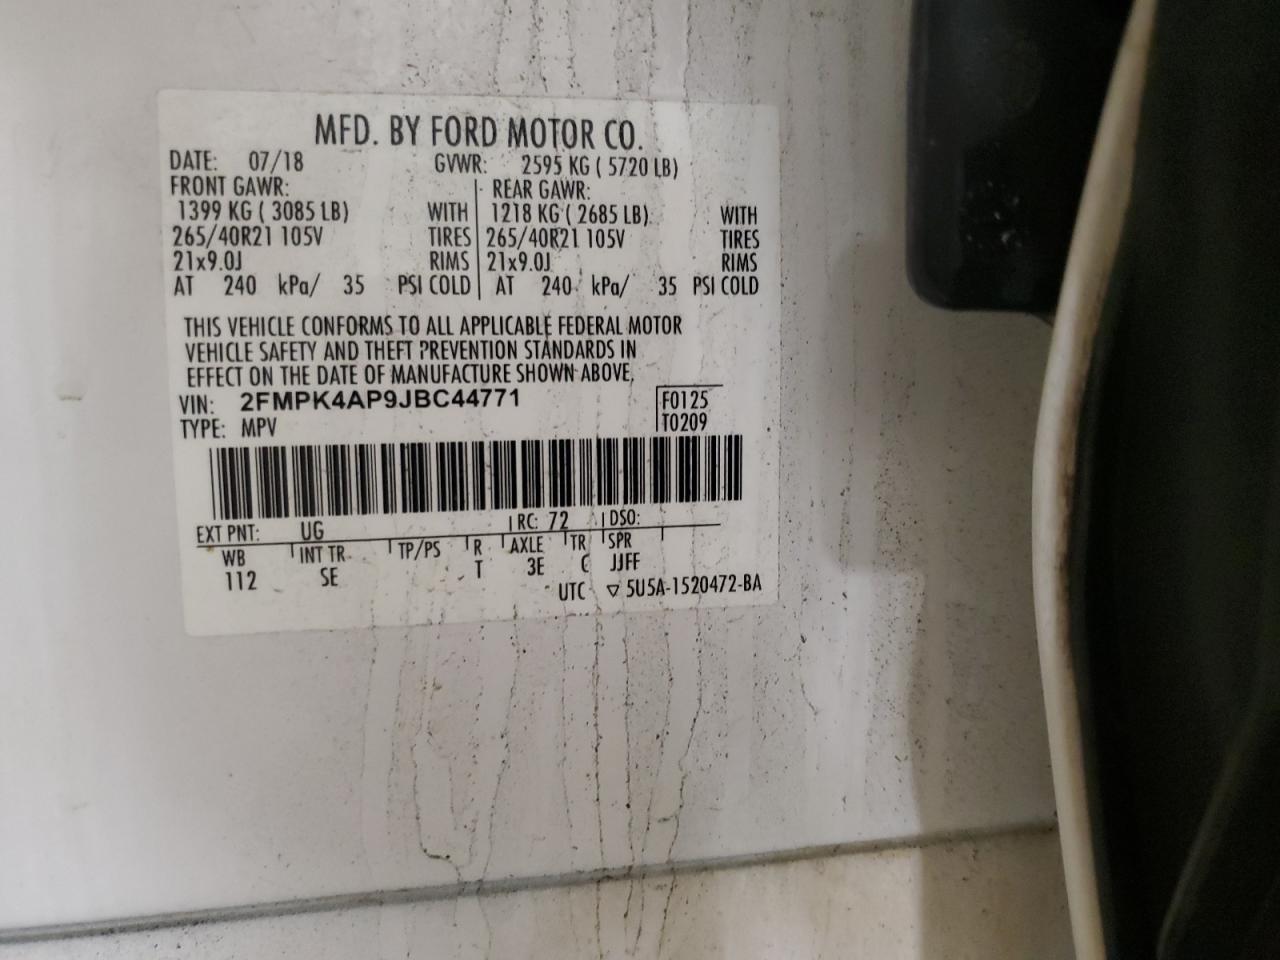 MFD. BY FORD MOTOR CO.
DATE: 07/18 GVWR: 2595 KG ( 5720 LB)
FRONT GAWR: REAR GAWR:
1399 KG ( 3085 LB) WITH 1218 KG ( 2685 LB) WITH
265/40R21 105V TIRES 265/40R21 105V TIRES
21x9.0J RIMS 21x9.0J RIMS
AT 240 kPa/ 35 PSI COLD AT 240 kPa/ 35 PSI COLD
THIS VEHICLE CONFORMS TO ALL APPLICABLE FEDERAL MOTOR
VEHICLE SAFETY AND THEFT PREVENTION STANDARDS IN
EFFECT ON THE DATE OF MANUFACTURE SHOWN ABOVE,
VIN: 2FMPK4AP9JBC44771 F0125
TYPE: MPV T0209
EXT PNT: UG RC: 72 DSO:
WB INT TR TP/PS R AXLE TR SPR
112 SE T 3E C JJFF
UTC ▽ 5U5A-1520472-BA